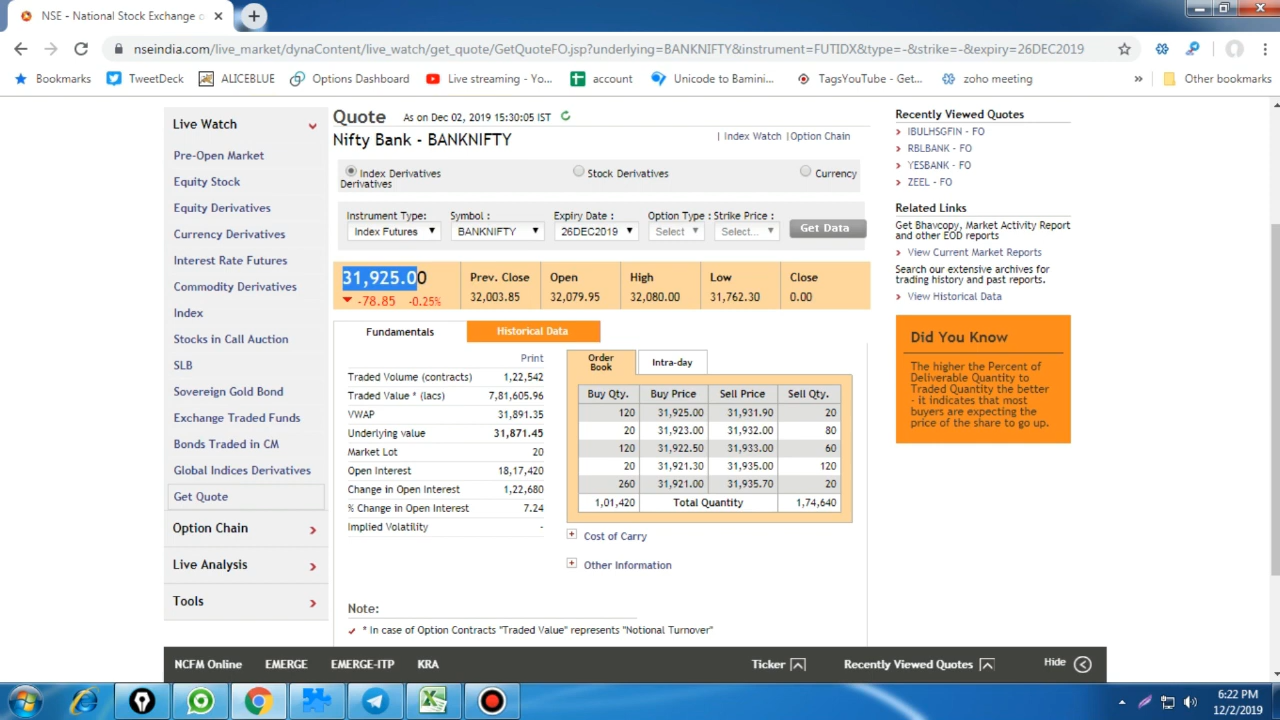 NSE - National Stock Exchange o
nseindia.com/live_market/dynaContent/live_watch/get_quote/GetQuoteFO.jsp?underlying=BANKNIFTY&instrument=FUTIDX&type=-&strike=-&expiry=26DEC2019
Bookmarks TweetDeck ALICEBLUE Options Dashboard Live streaming - Yo... account Unicode to Bamini... TagsYouTube - Get... zoho meeting » Other bookmarks
Live Watch
Pre-Open Market
Equity Stock
Equity Derivatives
Currency Derivatives
Interest Rate Futures
Commodity Derivatives
Index
Stocks in Call Auction
SLB
Sovereign Gold Bond
Exchange Traded Funds
Bonds Traded in CM
Global Indices Derivatives
Get Quote
Option Chain
Live Analysis
Tools
Quote As on Dec 02, 2019 15:30:05 IST
Nifty Bank - BANKNIFTY | Index Watch |Option Chain
Index Derivatives Stock Derivatives Currency
Derivatives
Instrument Type: Symbol : Expiry Date : Option Type : Strike Price :
Index Futures BANKNIFTY 26DEC2019 Select Select... Get Data
31,925.00 Prev. Close Open High Low Close
-78.85 -0.25% 32,003.85 32,079.95 32,080.00 31,762.30 0.00
Fundamentals Historical Data
Print
Traded Volume (contracts) 1,22,542
Traded Value * (lacs) 7,81,605.96
VWAP 31,891.35
Underlying value 31,871.45
Market Lot 20
Open Interest 18,17,420
Change in Open Interest 1,22,680
% Change in Open Interest 7.24
Implied Volatility -
Order Book Intra-day
Buy Qty. Buy Price Sell Price Sell Qty.
120 31,925.00 31,931.90 20
20 31,923.00 31,932.00 80
120 31,922.50 31,933.00 60
20 31,921.30 31,935.00 120
260 31,921.00 31,935.70 20
1,01,420 Total Quantity 1,74,640
Cost of Carry
Other Information
Note:
* In case of Option Contracts "Traded Value" represents "Notional Turnover"
Recently Viewed Quotes
IBULHSGFIN - FO
RBLBANK - FO
YESBANK - FO
ZEEL - FO
Related Links
Get Bhavcopy, Market Activity Report
and other EOD reports
View Current Market Reports
Search our extensive archives for
trading history and past reports.
View Historical Data
Did You Know
The higher the Percent of
Deliverable Quantity to
Traded Quantity the better
- it indicates that most
buyers are expecting the
price of the share to go up.
NCFM Online EMERGE EMERGE-ITP KRA Ticker Recently Viewed Quotes Hide
6:22 PM
12/2/2019